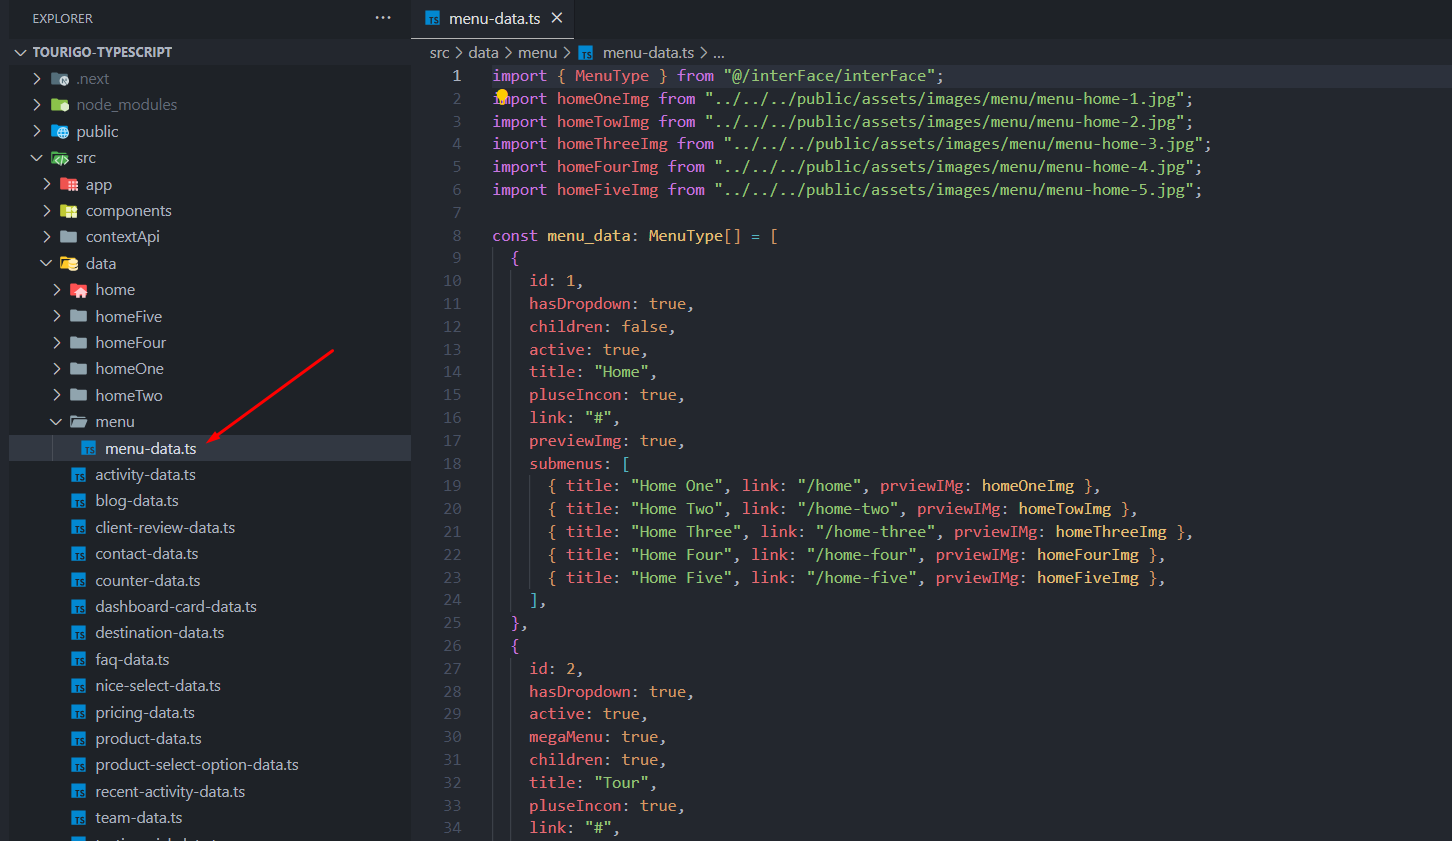 EXPLORER
TOURIGO-TYPESCRIPT
.next
node_modules
public
src
app
components
contextApi
data
home
homeFive
homeFour
homeOne
homeTwo
menu
menu-data.ts
activity-data.ts
blog-data.ts
client-review-data.ts
contact-data.ts
counter-data.ts
dashboard-card-data.ts
destination-data.ts
faq-data.ts
nice-select-data.ts
pricing-data.ts
product-data.ts
product-select-option-data.ts
recent-activity-data.ts
team-data.ts
menu-data.ts
src > data > menu > menu-data.ts > ...
1 import { MenuType } from "@/interFace/interFace";
2 import homeOneImg from "../../../public/assets/images/menu/menu-home-1.jpg";
3 import homeTowImg from "../../../public/assets/images/menu/menu-home-2.jpg";
4 import homeThreeImg from "../../../public/assets/images/menu/menu-home-3.jpg";
5 import homeFourImg from "../../../public/assets/images/menu/menu-home-4.jpg";
6 import homeFiveImg from "../../../public/assets/images/menu/menu-home-5.jpg";
7
8 const menu_data: MenuType[] = [
9 {
10 id: 1,
11 hasDropdown: true,
12 children: false,
13 active: true,
14 title: "Home",
15 pluseIncon: true,
16 link: "#",
17 previewImg: true,
18 submenus: [
19 { title: "Home One", link: "/home", prviewIMg: homeOneImg },
20 { title: "Home Two", link: "/home-two", prviewIMg: homeTowImg },
21 { title: "Home Three", link: "/home-three", prviewIMg: homeThreeImg },
22 { title: "Home Four", link: "/home-four", prviewIMg: homeFourImg },
23 { title: "Home Five", link: "/home-five", prviewIMg: homeFiveImg },
24 ],
25 },
26 {
27 id: 2,
28 hasDropdown: true,
29 active: true,
30 megaMenu: true,
31 children: true,
32 title: "Tour",
33 pluseIncon: true,
34 link: "#",